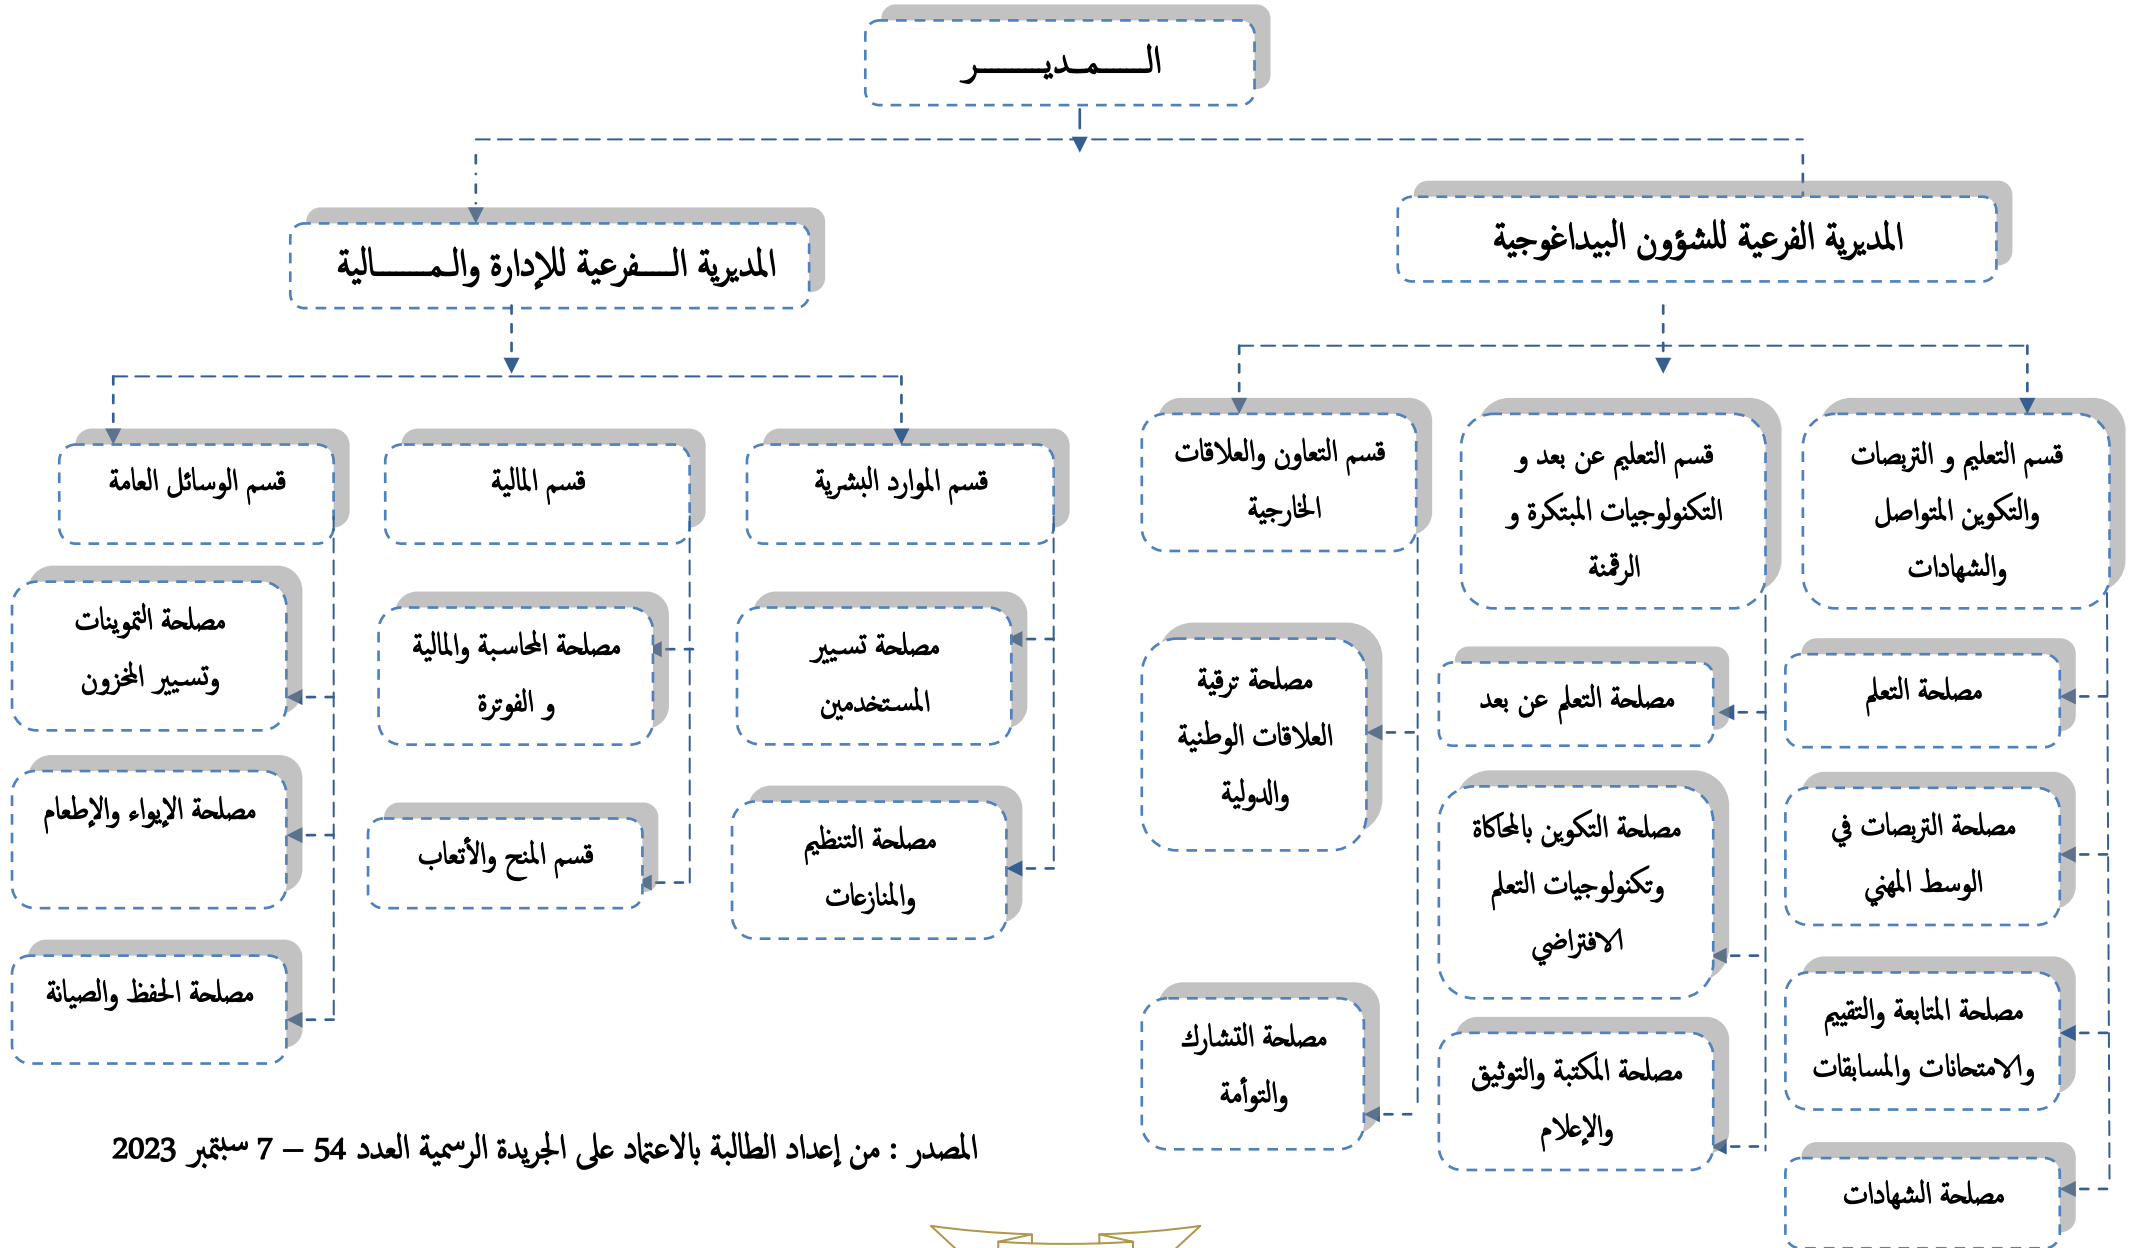 الـــــمـديـــــــر
المديرية الفرعية للشؤون البيداغوجية
المديرية الـــفرعية للإدارة والـمـــــالية
قسم التعليم و التربصات
والتكوين المتواصل
والشهادات
قسم التعليم عن بعد و
التكنولوجيات المبتكرة و
الرقمنة
قسم التعاون والعلاقات
الخارجية
قسم الموارد البشرية
قسم المالية
قسم الوسائل العامة
مصلحة التعلم
مصلحة التربصات في
الوسط المهني
مصلحة المتابعة والتقييم
والامتحانات والمسابقات
مصلحة الشهادات
مصلحة التعلم عن بعد
مصلحة التكوين بالمحاكاة
وتكنولوجيات التعلم
الافتراضي
مصلحة المكتبة والتوثيق
والإعلام
مصلحة ترقية
العلاقات الوطنية
والدولية
مصلحة التشارك
والتوأمة
مصلحة تسيير
المستخدمين
مصلحة التنظيم
والمنازعات
مصلحة المحاسبة والمالية
و الفوترة
قسم المنح والأتعاب
مصلحة التموينات
وتسيير المخزون
مصلحة الإيواء والإطعام
مصلحة الحفظ والصيانة
المصدر : من إعداد الطالبة بالاعتماد على الجريدة الرسمية العدد 54 – 7 سبتمبر 2023